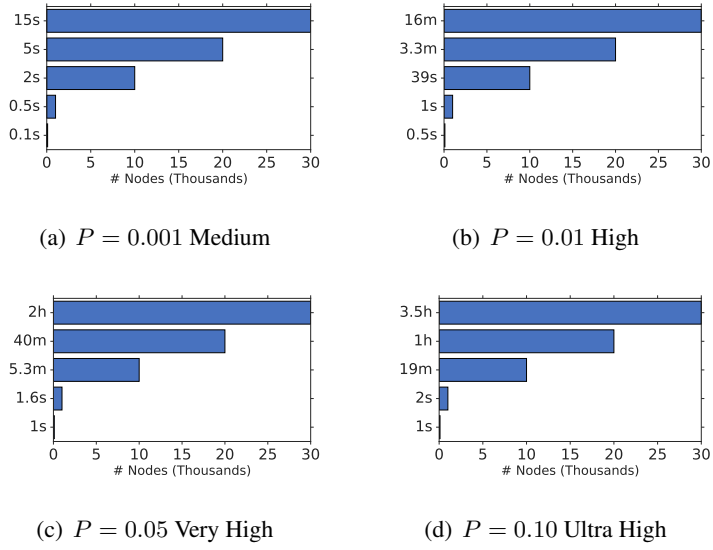 15s
5s
2s
0.5s
0.1s
0 5 10 15 20 25 30
# Nodes (Thousands)
(a) P = 0.001 Medium
16m
3.3m
39s
1s
0.5s
0 5 10 15 20 25 30
# Nodes (Thousands)
(b) P = 0.01 High
2h
40m
5.3m
1.6s
1s
0 5 10 15 20 25 30
# Nodes (Thousands)
(c) P = 0.05 Very High
3.5h
1h
19m
2s
1s
0 5 10 15 20 25 30
# Nodes (Thousands)
(d) P = 0.10 Ultra High